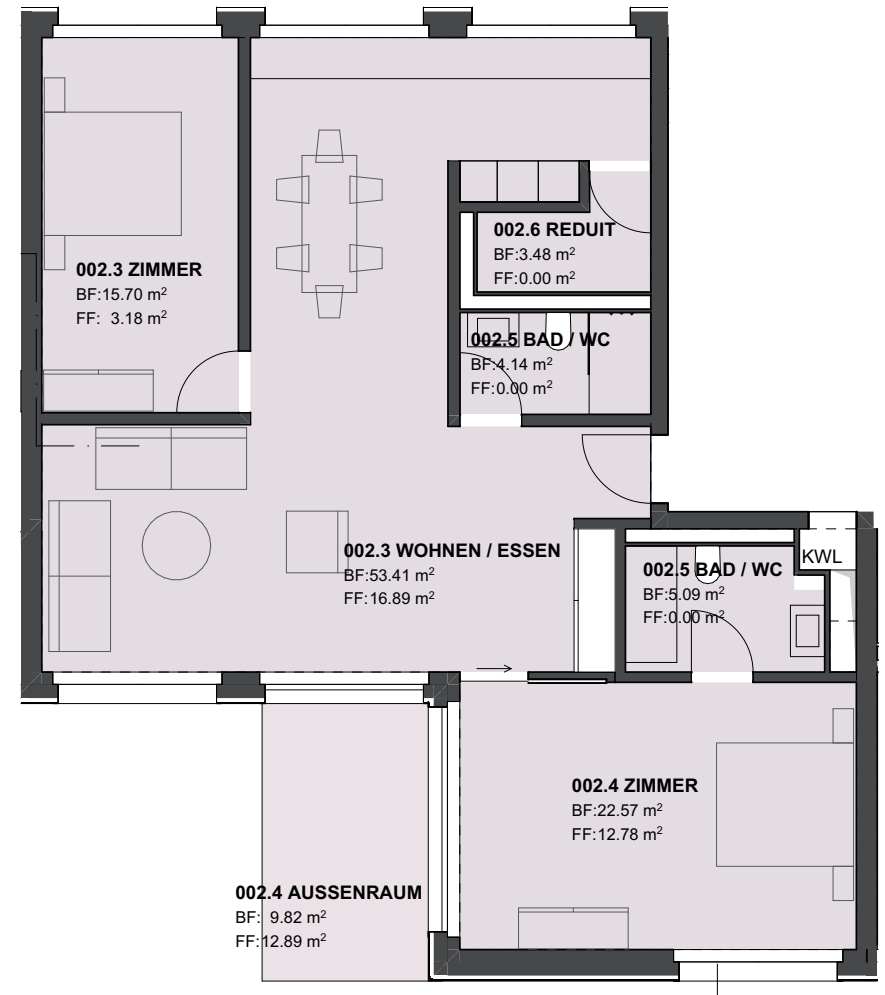 002.6 REDUIT
BF:3.48 m²
FF:0.00 m²
002.3 ZIMMER
BF:15.70 m²
FF: 3.18 m²
002.5 BAD / WC
BF:4.14 m²
FF:0.00 m²
002.3 WOHNEN / ESSEN
BF:53.41 m²
FF:16.89 m²
KWL
002.5 BAD / WC
BF:5.09 m²
FF:0.00 m²
002.4 ZIMMER
BF:22.57 m²
FF:12.78 m²
002.4 AUSSENRAUM
BF: 9.82 m²
FF:12.89 m²